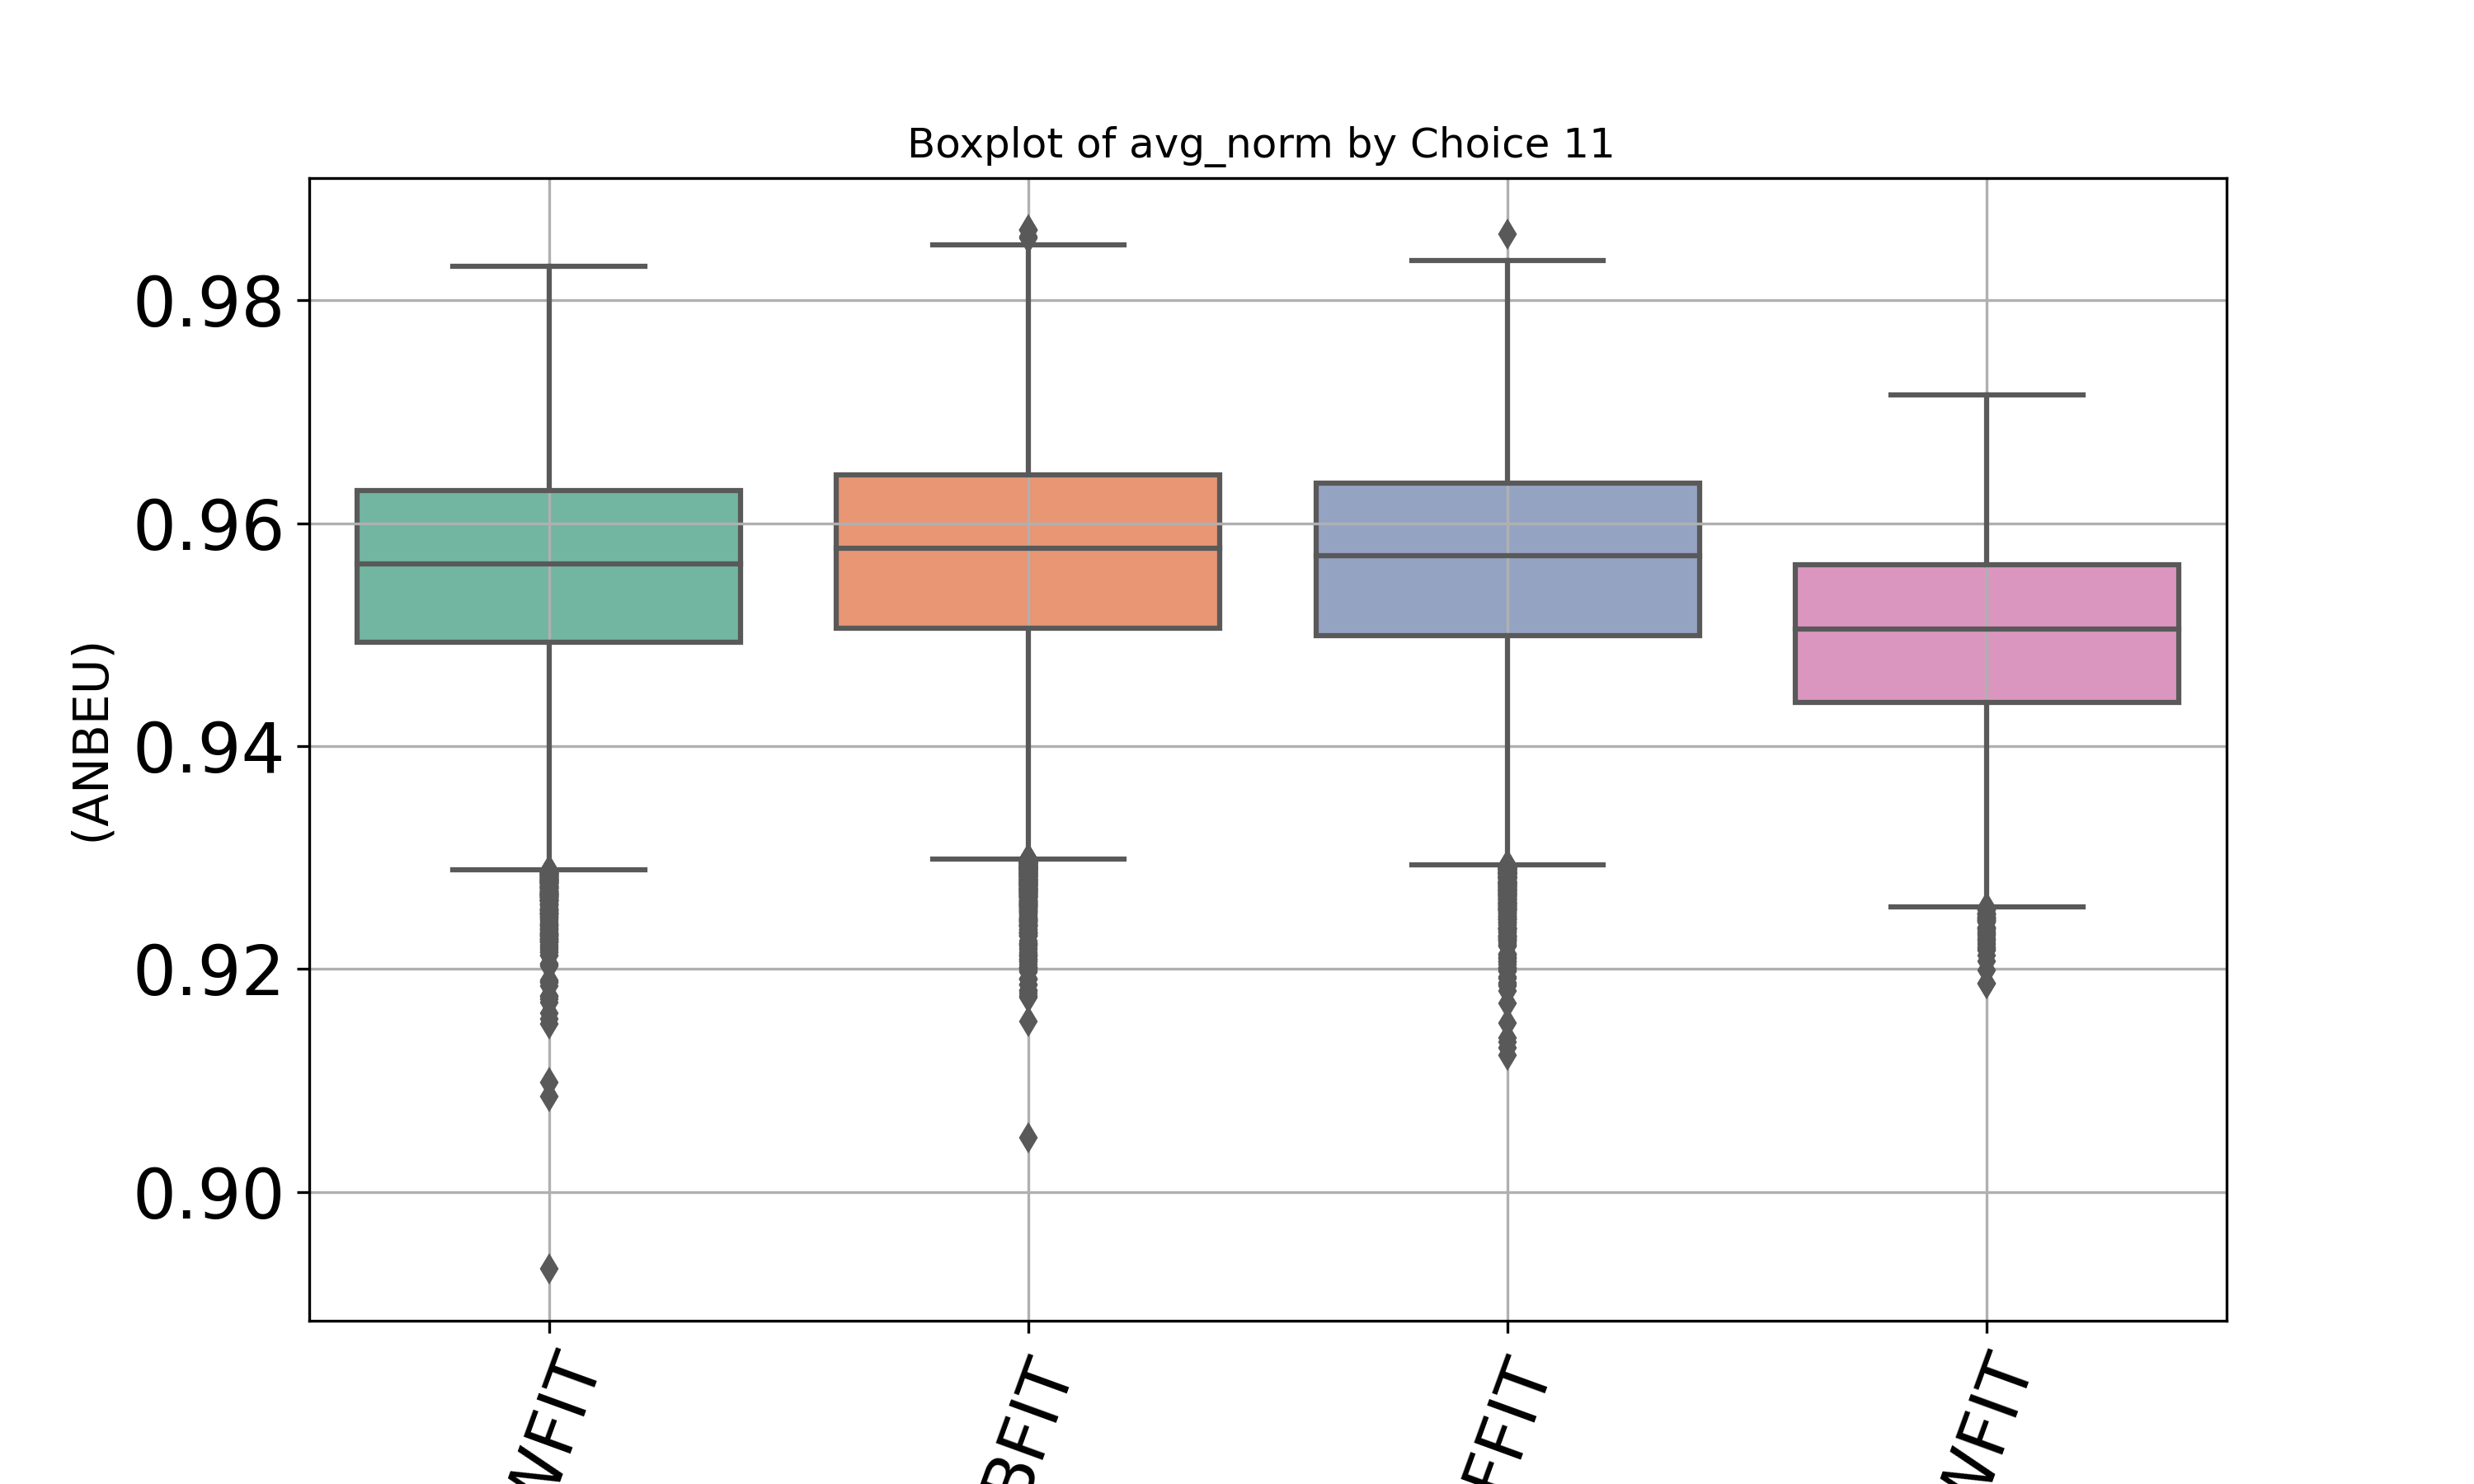 Boxplot of avg_norm by Choice 11
0.98
0.96
0.94
0.92
0.90
(ANBEU)
WFIT
BFIT
FFIT
WFIT